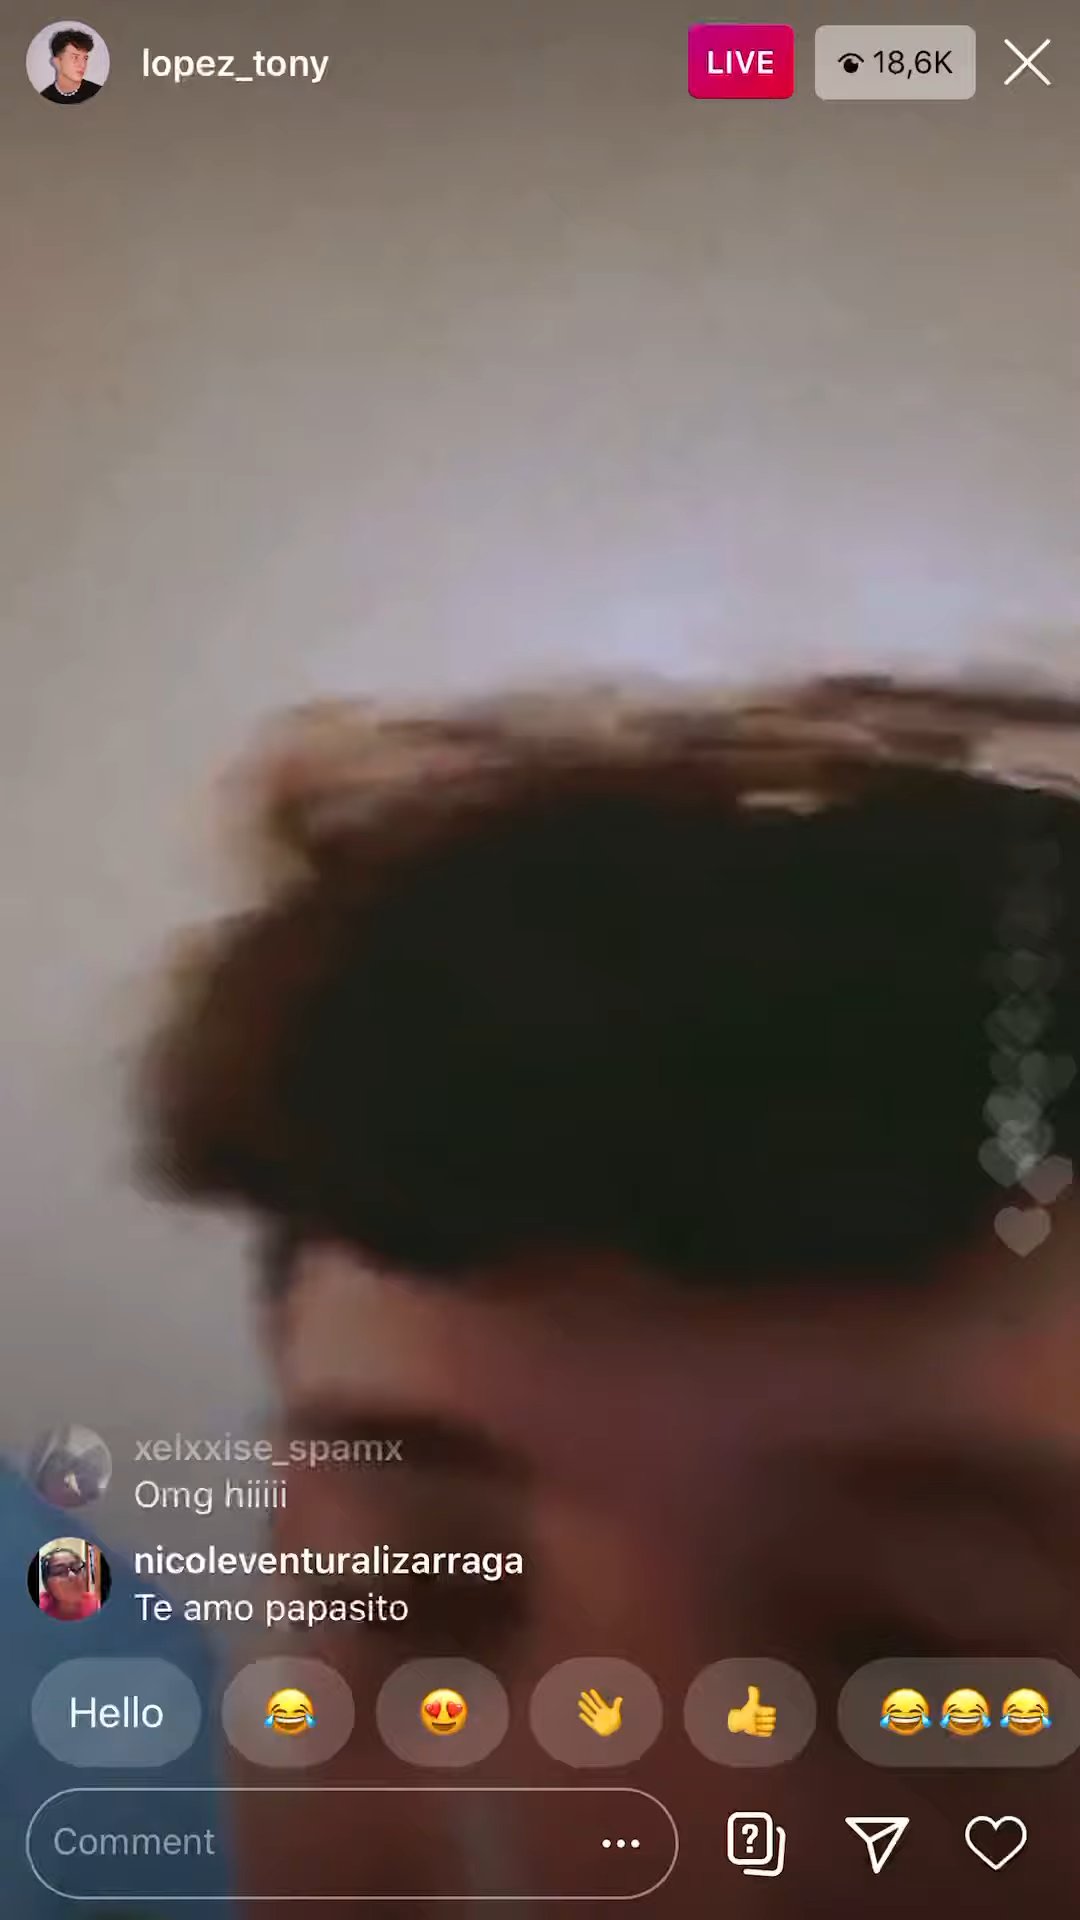 lopez_tony
LIVE
18,6K
xelxxise_spamx
Omg hiiiii
nicoleventuralizarraga
Te amo papasito
Hello
Comment